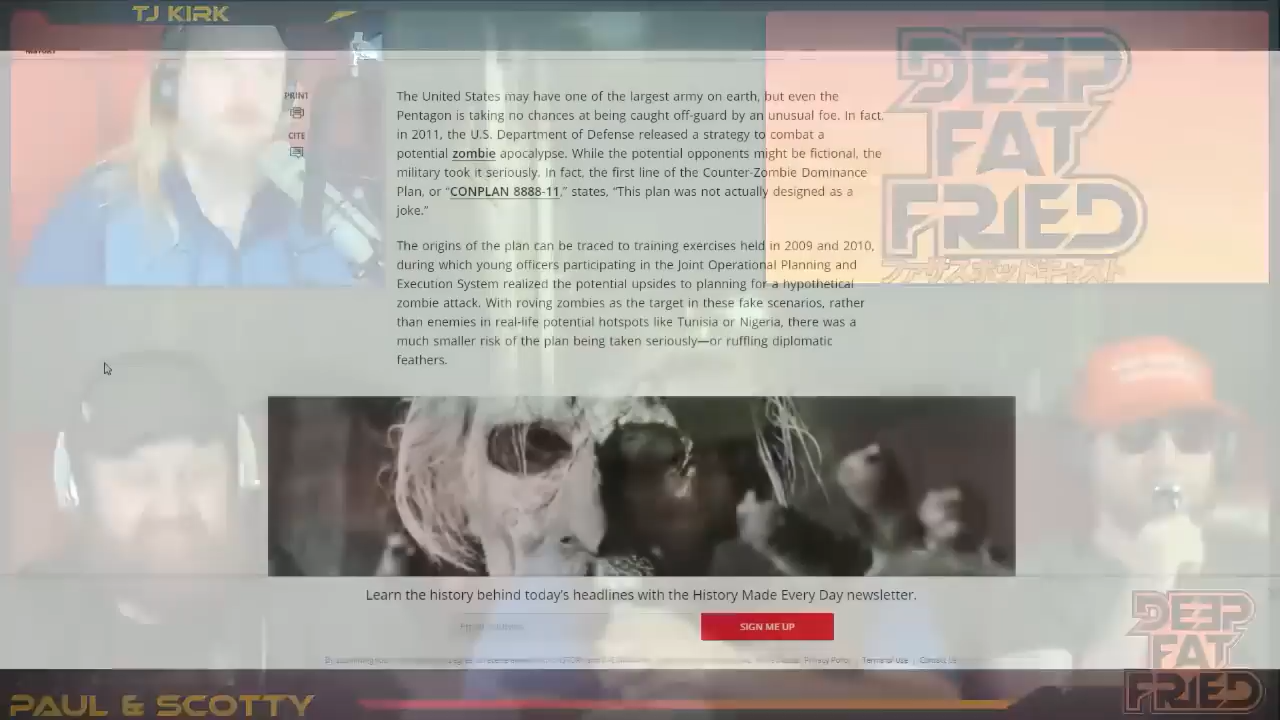 TJ KIRK
HISTORY
PRINT
CITE
The United States may have one of the largest army on earth, but even the
Pentagon is taking no chances at being caught off-guard by an unusual foe. In fact,
in 2011, the U.S. Department of Defense released a strategy to combat a
potential zombie apocalypse. While the potential opponents might be fictional, the
military took it seriously. In fact, the first line of the Counter-Zombie Dominance
Plan, or “CONPLAN 8888-11,” states, “This plan was not actually designed as a
joke.”
The origins of the plan can be traced to training exercises held in 2009 and 2010,
during which young officers participating in the Joint Operational Planning and
Execution System realized the potential upsides to planning for a hypothetical
zombie attack. With roving zombies as the target in these fake scenarios, rather
than enemies in real-life potential hotspots like Tunisia or Nigeria, there was a
much smaller risk of the plan being taken seriously—or ruffling diplomatic
feathers.
DEEP
FAT
FRIED
Learn the history behind today's headlines with the History Made Every Day newsletter.
Email address
SIGN ME UP
Privacy Policy | Terms of Use | Contact Us
DEEP
FAT
FRIED
PAUL & SCOTTY